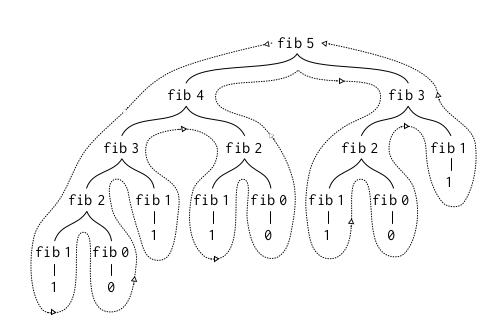 fib 5
fib 4 fib 3
fib 3 fib 2 fib 2 fib 1
fib 2 fib 1 fib 1 fib 0 fib 1 fib 0 1
fib 1 fib 0 1 1 0 1 0
1 0